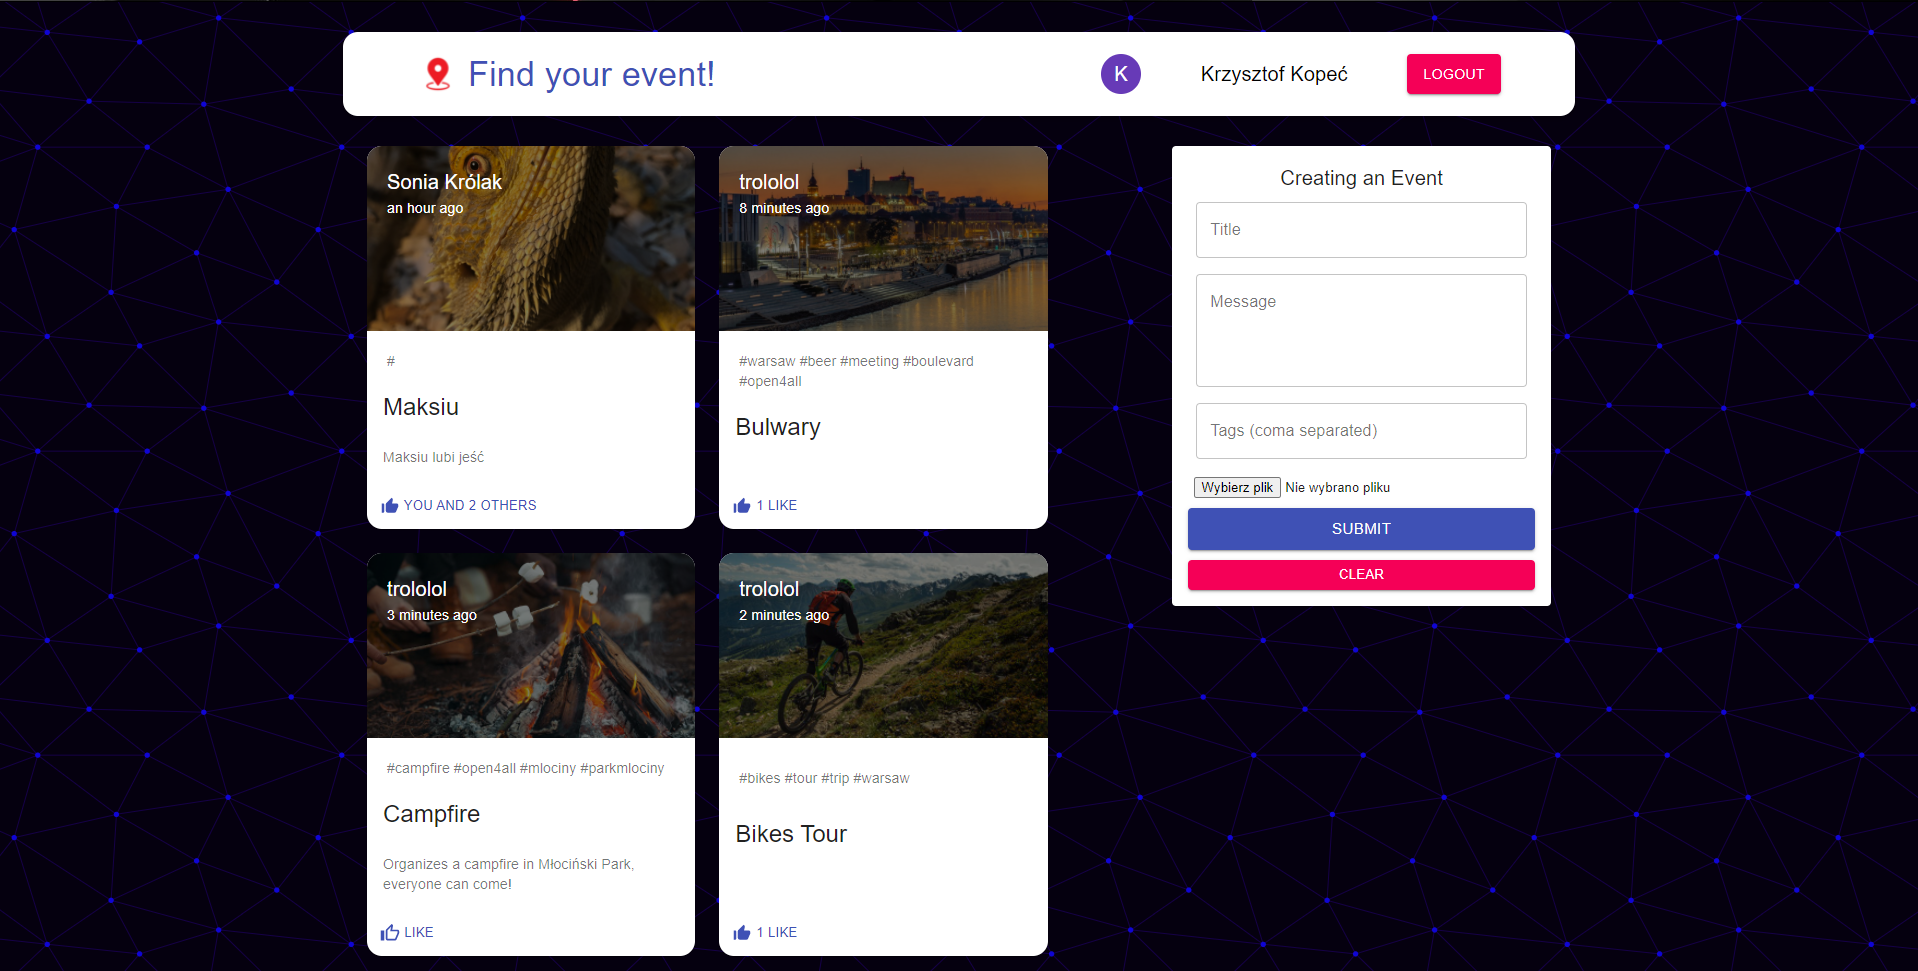 Find your event!
K
Krzysztof Kopeć
LOGOUT
Sonia Królak
an hour ago
#
Maksiu
Maksiu lubi jeść
YOU AND 2 OTHERS
trololol
8 minutes ago
#warsaw #beer #meeting #boulevard
#open4all
Bulwary
1 LIKE
trololol
3 minutes ago
#campfire #open4all #mlociny #parkmlociny
Campfire
Organizes a campfire in Młociński Park,
everyone can come!
LIKE
trololol
2 minutes ago
#bikes #tour #trip #warsaw
Bikes Tour
1 LIKE
Creating an Event
Title
Message
Tags (coma separated)
Wybierz plik Nie wybrano pliku
SUBMIT
CLEAR